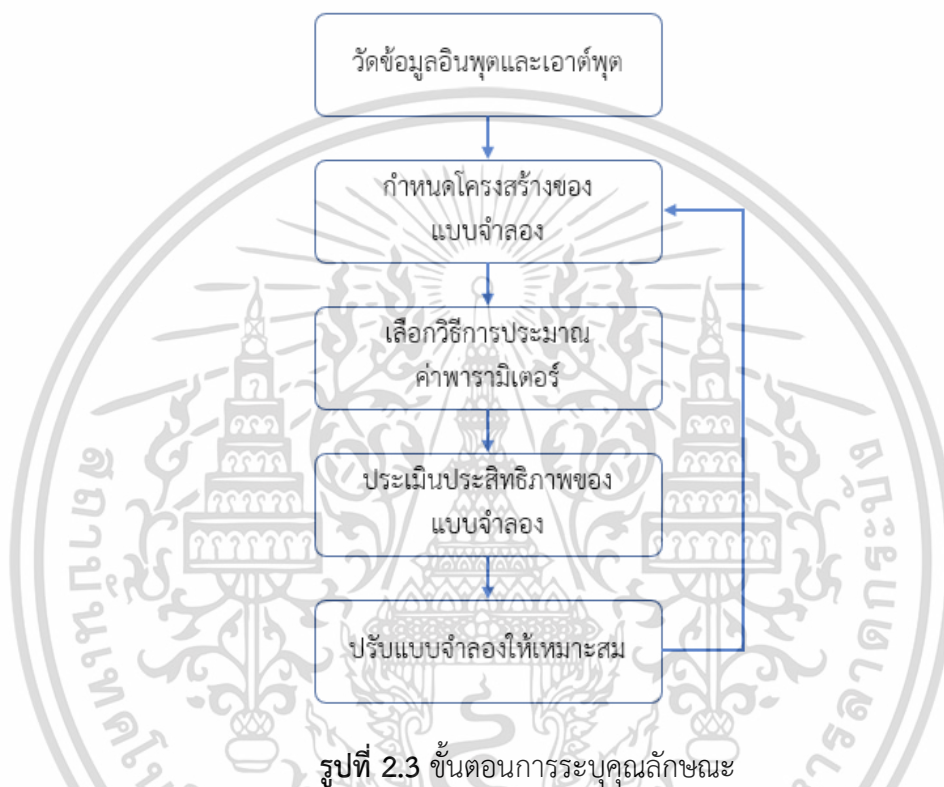 วัดข้อมูลอินพุตและเอาต์พุต
กำหนดโครงสร้างของ
แบบจำลอง
เลือกวิธีการประมาณ
ค่าพารามิเตอร์
ประเมินประสิทธิภาพของ
แบบจำลอง
ปรับแบบจำลองให้เหมาะสม
รูปที่ 2.3 ขั้นตอนการระบุคุณลักษณะ